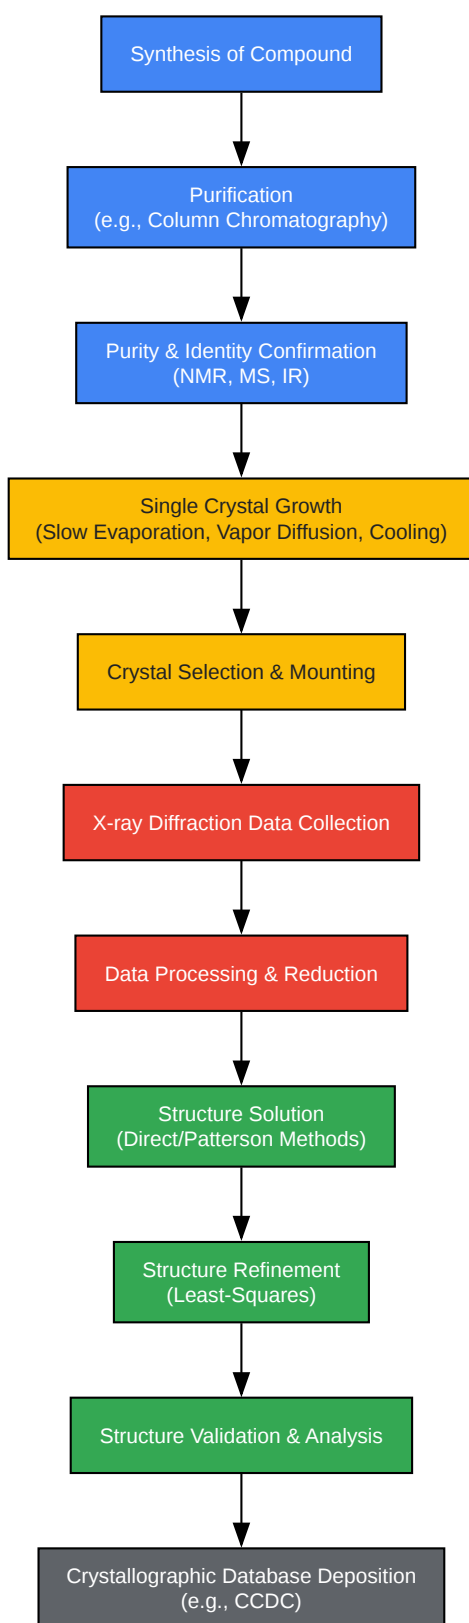 Synthesis of Compound
Purification
(e.g., Column Chromatography)
Purity & Identity Confirmation
(NMR, MS, IR)
Single Crystal Growth
(Slow Evaporation, Vapor Diffusion, Cooling)
Crystal Selection & Mounting
X-ray Diffraction Data Collection
Data Processing & Reduction
Structure Solution
(Direct/Patterson Methods)
Structure Refinement
(Least-Squares)
Structure Validation & Analysis
Crystallographic Database Deposition
(e.g., CCDC)